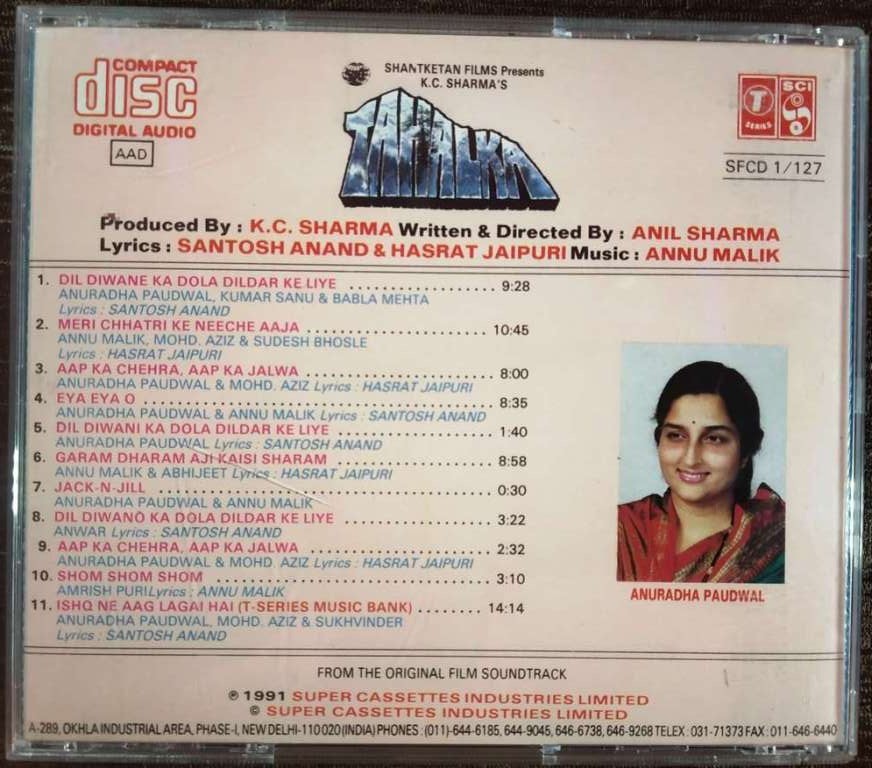 COMPACT
disc
DIGITAL AUDIO
AAD
SHANTKETAN FILMS Presents
K.C. SHARMA'S
TAHALKA
T
SERIES
SCI
SFCD 1/127
Produced By : K.C. SHARMA Written & Directed By : ANIL SHARMA
Lyrics : SANTOSH ANAND & HASRAT JAIPURI Music : ANNU MALIK
1. DIL DIWANE KA DOLA DILDAR KE LIYE .................... 9:28
ANURADHA PAUDWAL, KUMAR SANU & BABLA MEHTA
Lyrics : SANTOSH ANAND
2. MERI CHHATRI KE NEECHE AAJA ......................... 10:45
ANNU MALIK, MOHD. AZIZ & SUDESH BHOSLE
Lyrics : HASRAT JAIPURI
3. AAP KA CHEHRA, AAP KA JALWA .......................... 8:00
ANURADHA PAUDWAL & MOHD. AZIZ Lyrics : HASRAT JAIPURI
4. EYA EYA O ................................................ 8:35
ANURADHA PAUDWAL & ANNU MALIK Lyrics : SANTOSH ANAND
5. DIL DIWANI KA DOLA DILDAR KE LIYE ..................... 1:40
ANURADHA PAUDWAL Lyrics : SANTOSH ANAND
6. GARAM DHARAM AJI KAISI SHARAM ...................... 8:58
ANNU MALIK & ABHIJEET Lyrics : HASRAT JAIPURI
7. JACK-N-JILL .............................................. 0:30
ANURADHA PAUDWAL & ANNU MALIK
8. DIL DIWANO KA DOLA DILDAR KE LIYE .................... 3:22
ANWAR Lyrics : SANTOSH ANAND
9. AAP KA CHEHRA, AAP KA JALWA .......................... 2:32
ANURADHA PAUDWAL & MOHD. AZIZ Lyrics : HASRAT JAIPURI
10. SHOM SHOM SHOM ....................................... 3:10
AMRISH PURI Lyrics : ANNU MALIK
11. ISHQ NE AAG LAGAI HAI (T-SERIES MUSIC BANK) ........ 14:14
ANURADHA PAUDWAL, MOHD. AZIZ & SUKHVINDER
Lyrics : SANTOSH ANAND
ANURADHA PAUDWAL
FROM THE ORIGINAL FILM SOUNDTRACK
℗ 1991 SUPER CASSETTES INDUSTRIES LIMITED
© SUPER CASSETTES INDUSTRIES LIMITED
A-289, OKHLA INDUSTRIAL AREA, PHASE-I, NEW DELHI-110020 (INDIA) PHONES : (011)-644-6185, 644-9045, 646-6738, 646-9268 TELEX : 031-71373 FAX : 011-646-6440